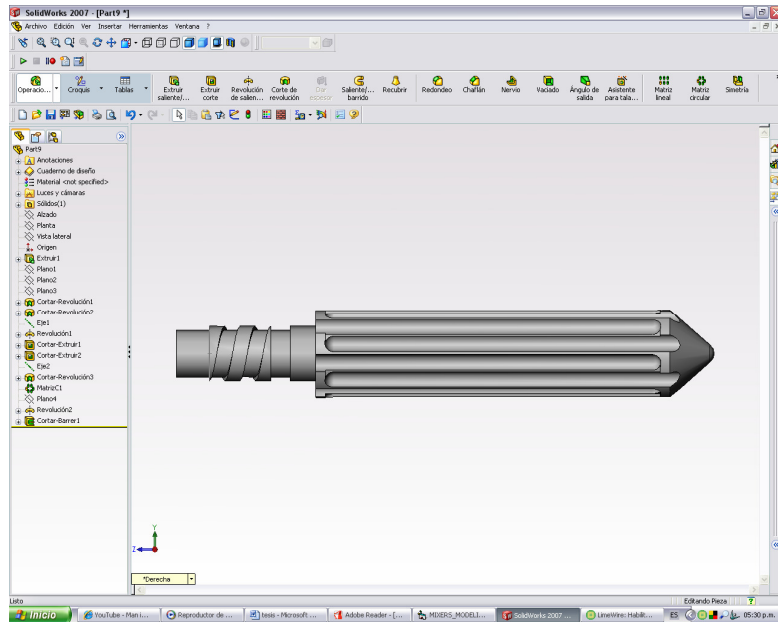 SolidWorks 2007 - [Part9 *]
Archivo Edición Ver Insertar Herramientas Ventana ?
Operacio... Croquis Tablas Extruir saliente/... Extruir corte Revolución de salien... Corte de revolución Dar espesor Saliente/... barrido Recubrir Redondeo Chaflán Nervio Vaciado Ángulo de salida Asistente para tala... Matriz lineal Matriz circular Simetría
Part9
Anotaciones
Cuaderno de diseño
Material <not specified>
Luces y cámaras
Sólidos(1)
Alzado
Planta
Vista lateral
Origen
Extruir1
Plano1
Plano2
Plano3
Cortar-Revolución1
Cortar-Revolución2
Eje1
Revolución1
Cortar-Extruir1
Cortar-Extruir2
Eje2
Cortar-Revolución3
MatrizC1
Plano4
Revolución2
Cortar-Barrer1
Y
Z
*Derecha
Listo
Editando Pieza
Inicio YouTube - Man i... Reproductor de ... tesis - Microsoft ... Adobe Reader - [... MIXERS_MODELI... SolidWorks 2007 ... LimeWire: Habilit... ES 05:30 p.m.